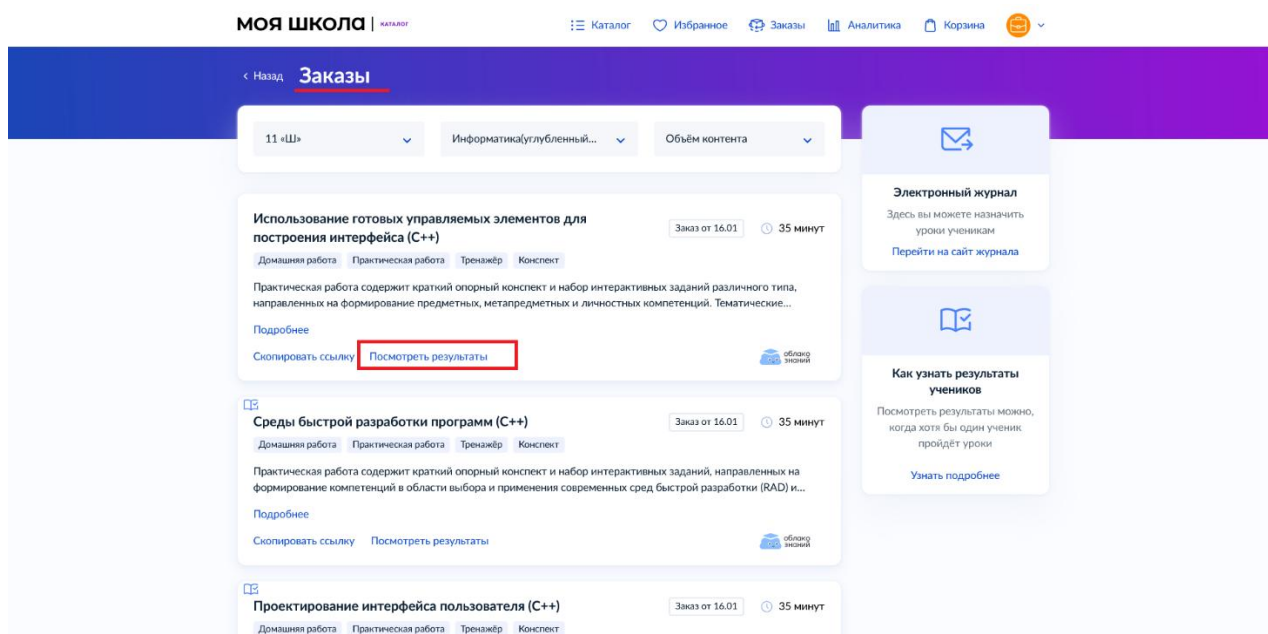 МОЯ ШКОЛА | КАТАЛОГ
Каталог Избранное Заказы Аналитика Корзина
‹ Назад Заказы
11 «Ш» Информатика(углубленный... Объём контента
Использование готовых управляемых элементов для
построения интерфейса (C++)
Заказ от 16.01 35 минут
Домашняя работа Практическая работа Тренажёр Конспект
Практическая работа содержит краткий опорный конспект и набор интерактивных заданий различного типа,
направленных на формирование предметных, метапредметных и личностных компетенций. Тематические...
Подробнее
Скопировать ссылку Посмотреть результаты
облако
знаний
Среды быстрой разработки программ (C++)
Заказ от 16.01 35 минут
Домашняя работа Практическая работа Тренажёр Конспект
Практическая работа содержит краткий опорный конспект и набор интерактивных заданий, направленных на
формирование компетенций в области выбора и применения современных сред быстрой разработки (RAD) и...
Подробнее
Скопировать ссылку Посмотреть результаты
облако
знаний
Проектирование интерфейса пользователя (C++)
Заказ от 16.01 35 минут
Домашняя работа Практическая работа Тренажёр Конспект
Электронный журнал
Здесь вы можете назначить
уроки ученикам
Перейти на сайт журнала
Как узнать результаты
учеников
Посмотреть результаты можно,
когда хотя бы один ученик
пройдёт уроки
Узнать подробнее